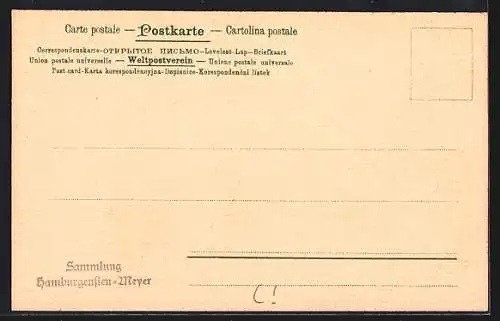 Carte postale — Postkarte — Cartolina postale
Correspondenzkarte-ОТКРЫТОЕ ПИСЬМО-Levelezö-Lap-Briefkaart
Union postale universelle — Weltpostverein — Unione postale universale
Post card-Karta korespondencyjna-Dopisnice-Korespondenční lístek
Sammlung
Hamburgensien-Meyer
C!